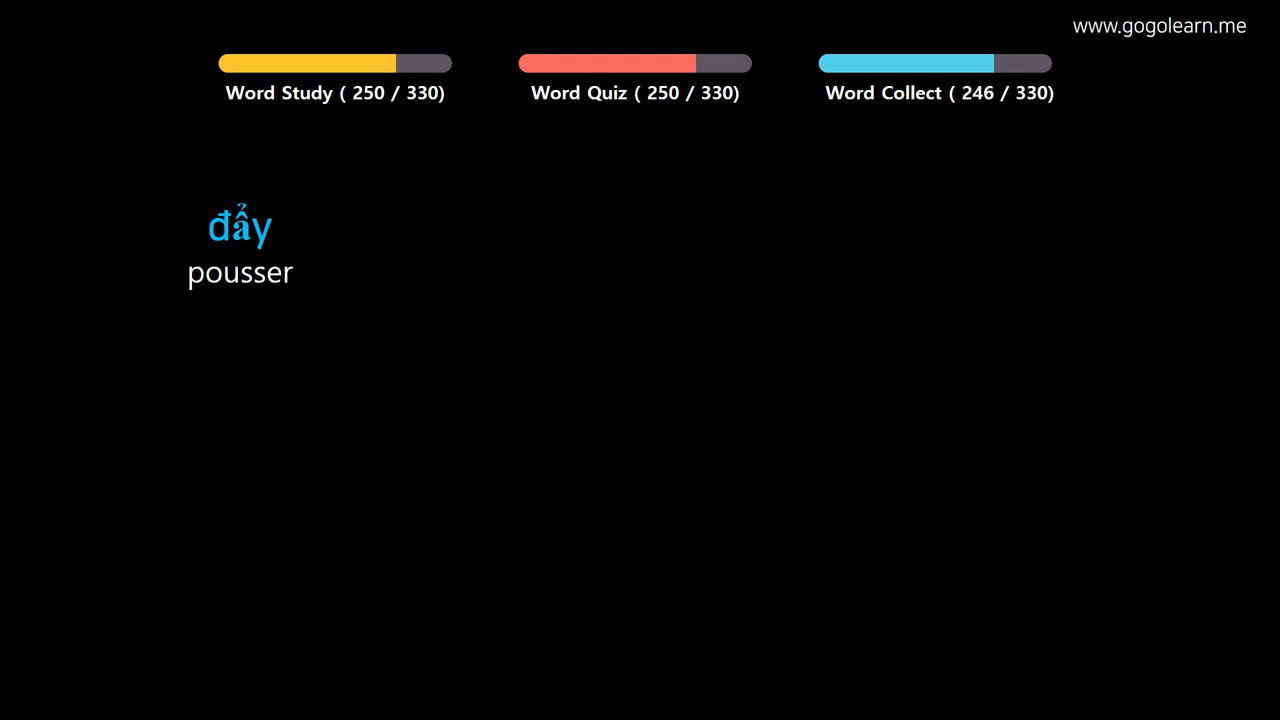 www.gogolearn.me
Word Study ( 250 / 330)
Word Quiz ( 250 / 330)
Word Collect ( 246 / 330)
đẩy
pousser